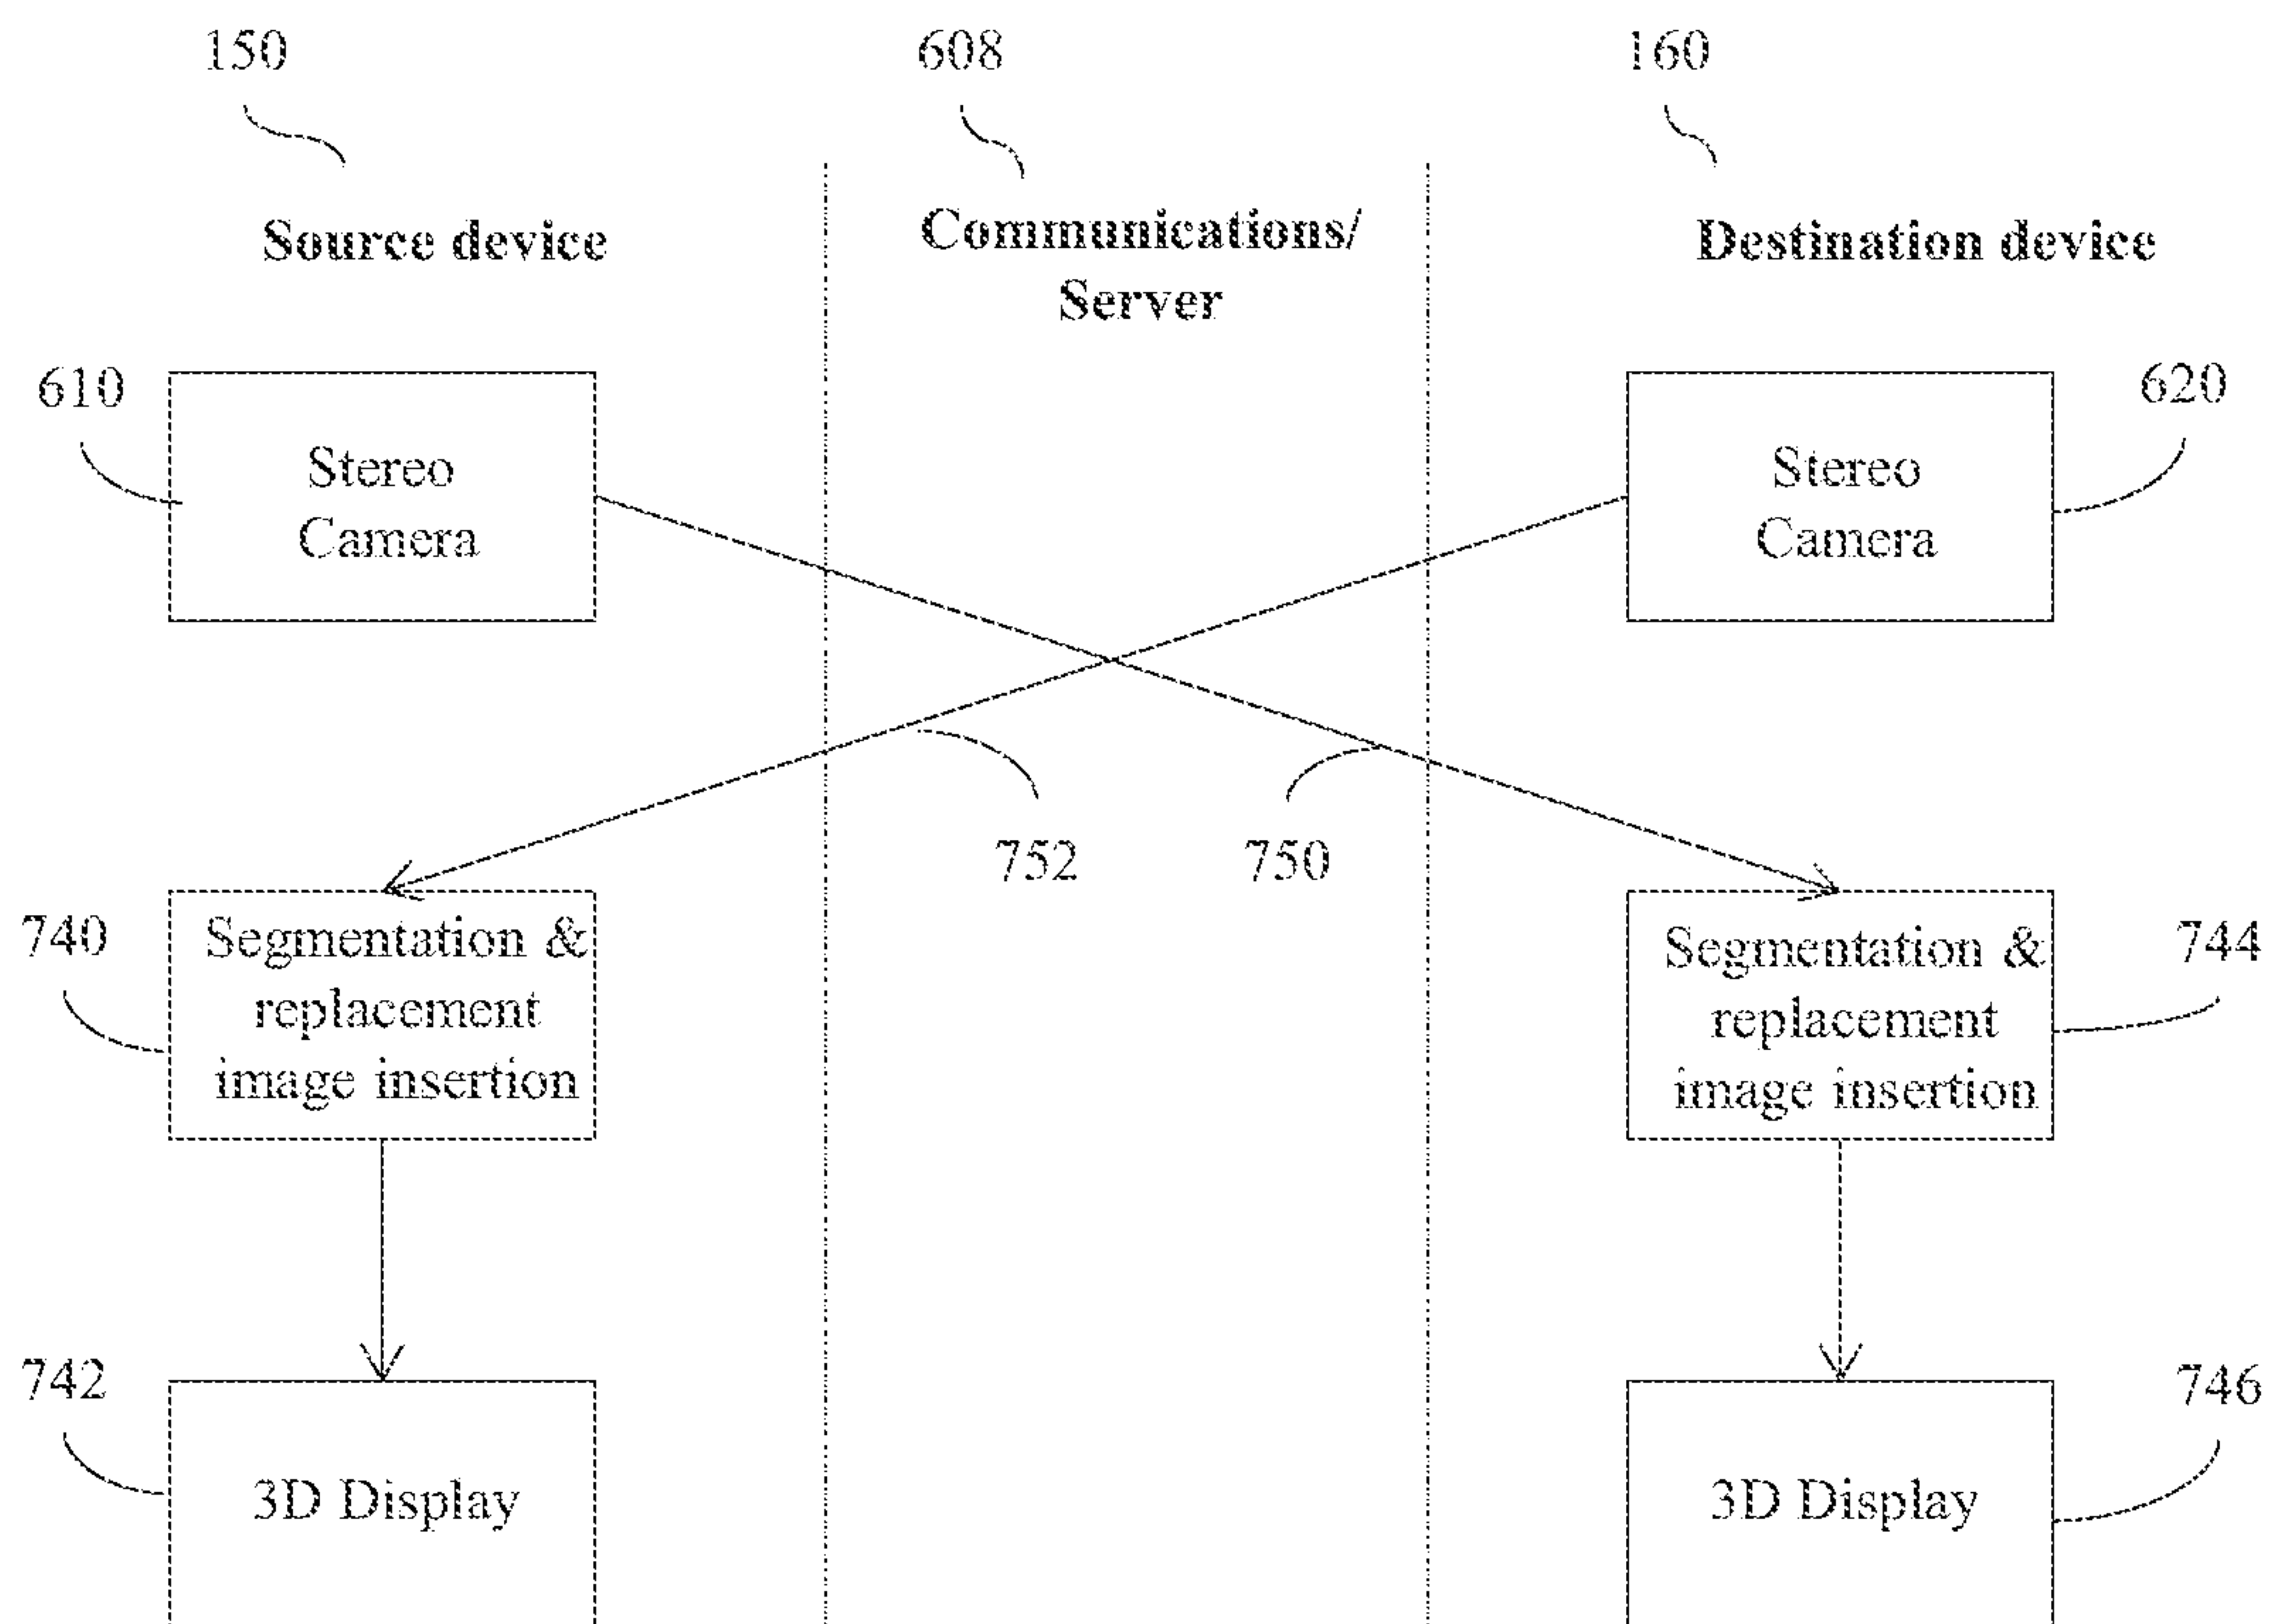 150
608
160
Source device
Communications/
Server
Destination device
610
Stereo
Camera
620
Stereo
Camera
752
750
740
Segmentation &
replacement
image insertion
744
Segmentation &
replacement
image insertion
742
3D Display
746
3D Display